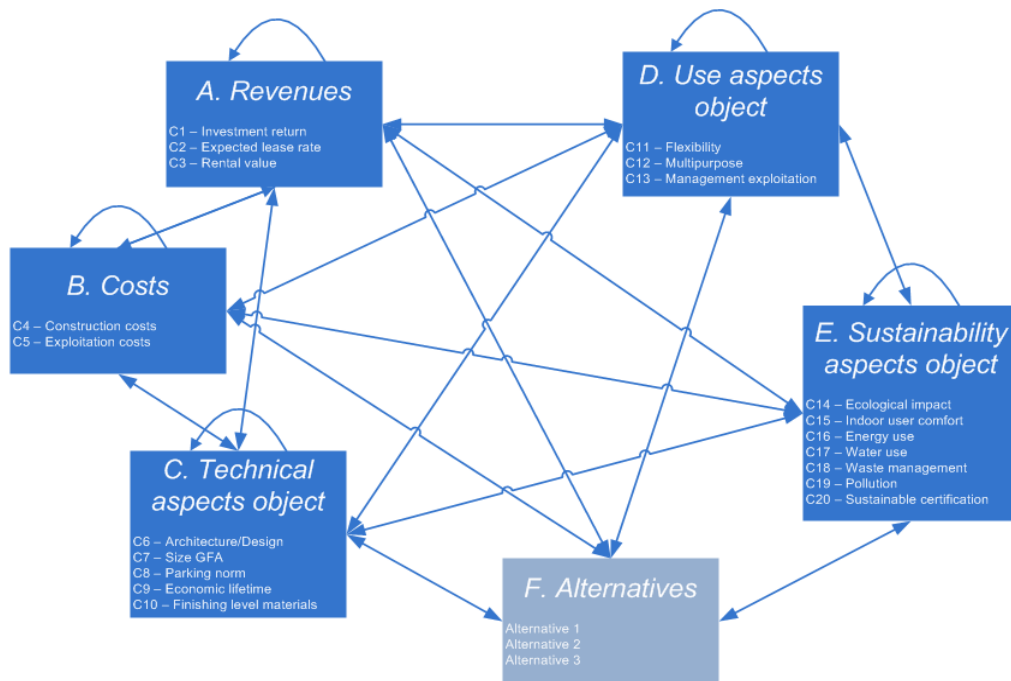 A. Revenues
C1 – Investment return
C2 – Expected lease rate
C3 – Rental value
D. Use aspects
object
C11 – Flexibility
C12 – Multipurpose
C13 – Management exploitation
B. Costs
C4 – Construction costs
C5 – Exploitation costs
E. Sustainability
aspects object
C14 – Ecological impact
C15 – Indoor user comfort
C16 – Energy use
C17 – Water use
C18 – Waste management
C19 – Pollution
C20 – Sustainable certification
C. Technical
aspects object
C6 – Architecture/Design
C7 – Size GFA
C8 – Parking norm
C9 – Economic lifetime
C10 – Finishing level materials
F. Alternatives
Alternative 1
Alternative 2
Alternative 3